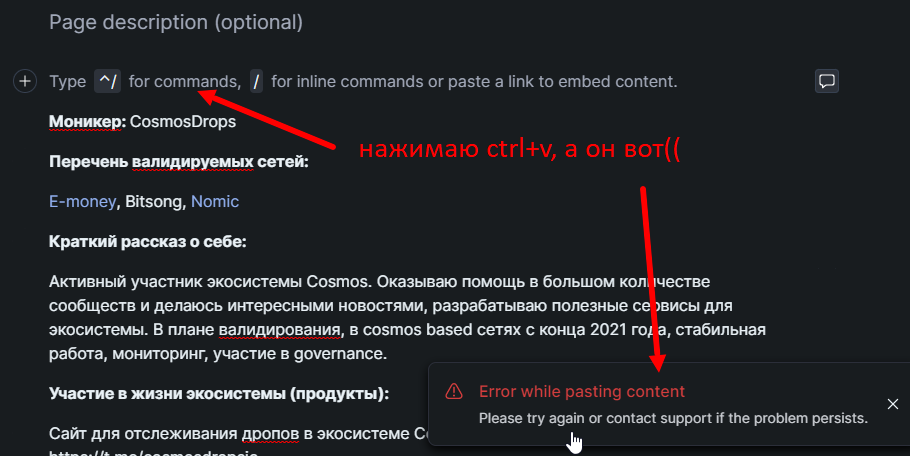 Page description (optional)
Type ^/ for commands, / for inline commands or paste a link to embed content.
Моникер: CosmosDrops
нажимаю ctrl+v, а он вот((
Перечень валидируемых сетей:
E-money, Bitsong, Nomic
Краткий рассказ о себе:
Активный участник экосистемы Cosmos. Оказываю помощь в большом количестве
сообществ и делаюсь интересными новостями, разрабатываю полезные сервисы для
экосистемы. В плане валидирования, в cosmos based сетях с конца 2021 года, стабильная
работа, мониторинг, участие в governance.
Участие в жизни экосистемы (продукты):
Error while pasting content
Please try again or contact support if the problem persists.
Сайт для отслеживания дропов в экосистеме